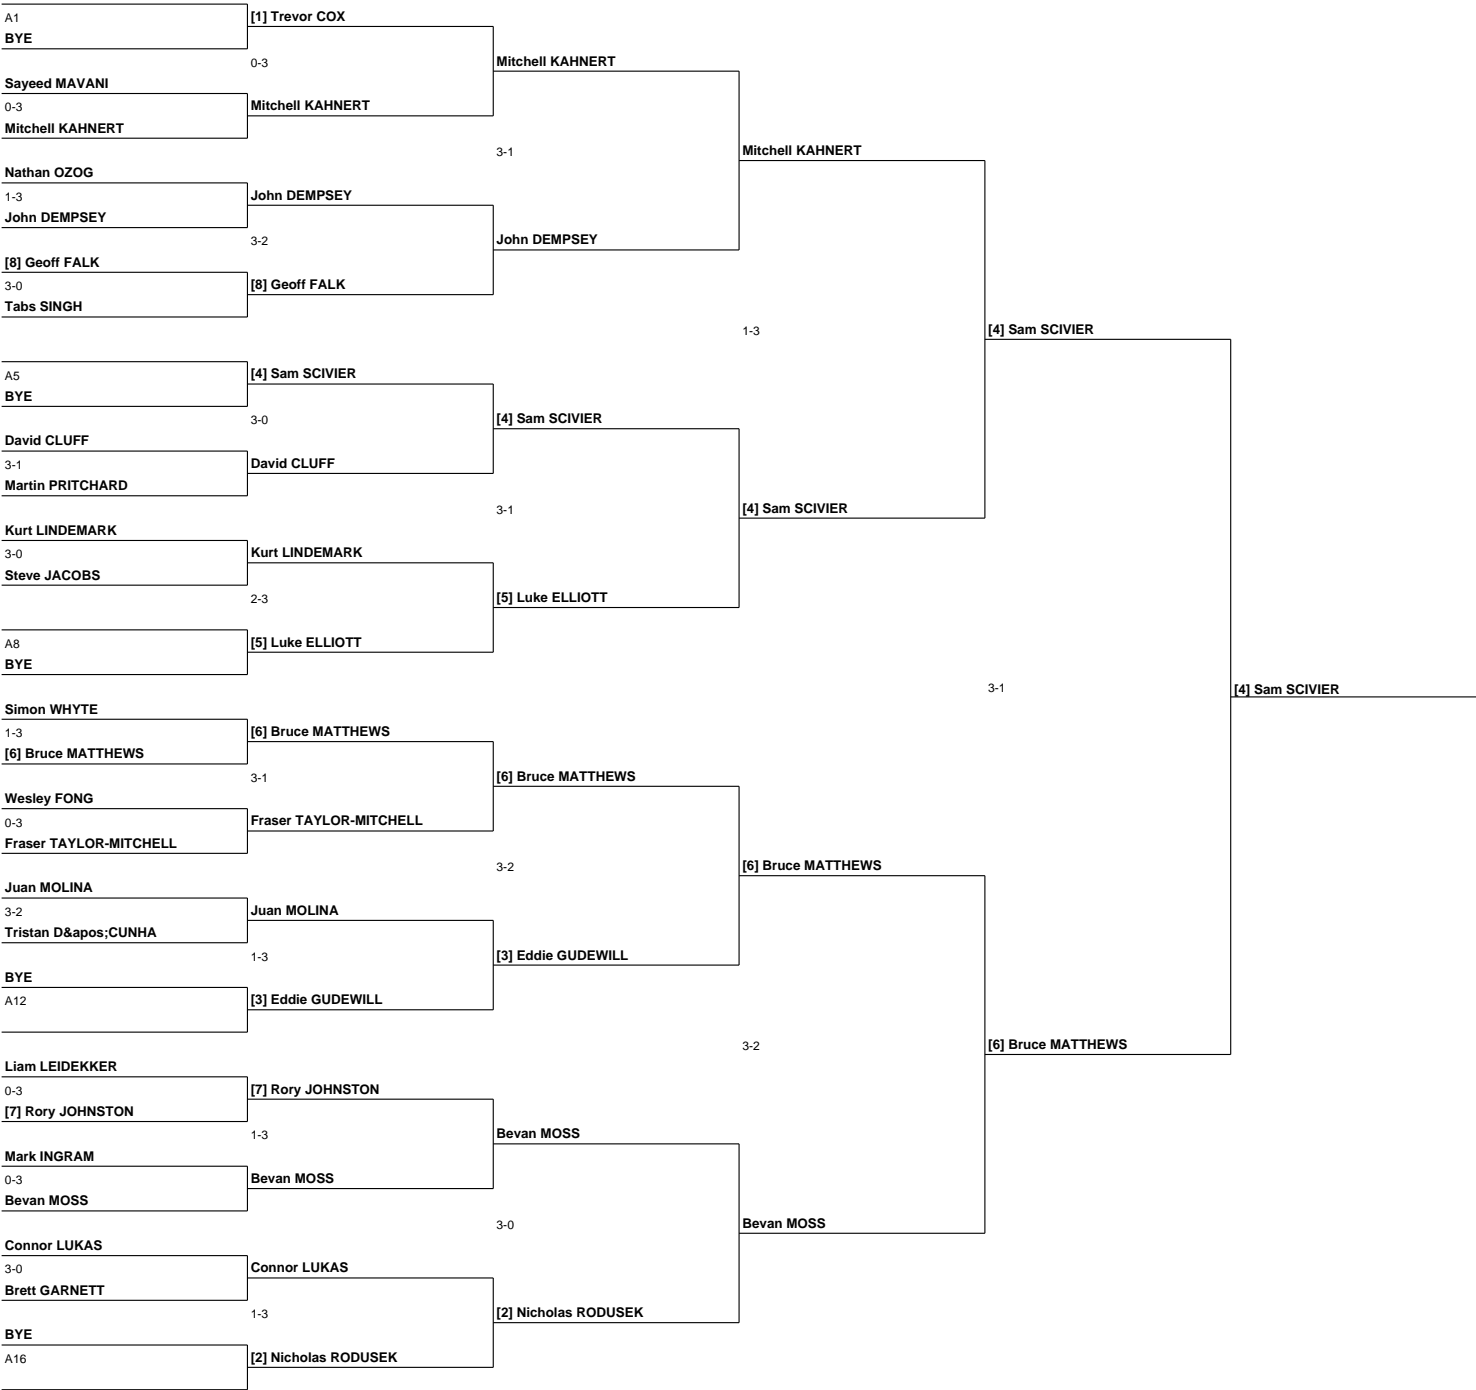 A1
BYE
Sayeed MAVANI
0-3
Mitchell KAHNERT
Nathan OZOG
1-3
John DEMPSEY
[8] Geoff FALK
3-0
Tabs SINGH
A5
BYE
David CLUFF
3-1
Martin PRITCHARD
Kurt LINDEMARK
3-0
Steve JACOBS
A8
BYE
Simon WHYTE
1-3
[6] Bruce MATTHEWS
Wesley FONG
0-3
Fraser TAYLOR-MITCHELL
Juan MOLINA
3-2
Tristan D&apos;CUNHA
BYE
A12
Liam LEIDEKKER
0-3
[7] Rory JOHNSTON
Mark INGRAM
0-3
Bevan MOSS
Connor LUKAS
3-0
Brett GARNETT
BYE
A16
[1] Trevor COX
0-3
Mitchell KAHNERT
John DEMPSEY
3-2
[8] Geoff FALK
[4] Sam SCIVIER
3-0
David CLUFF
Kurt LINDEMARK
2-3
[5] Luke ELLIOTT
[6] Bruce MATTHEWS
3-1
Fraser TAYLOR-MITCHELL
Juan MOLINA
1-3
[3] Eddie GUDEWILL
[7] Rory JOHNSTON
1-3
Bevan MOSS
Connor LUKAS
1-3
[2] Nicholas RODUSEK
Mitchell KAHNERT
3-1
John DEMPSEY
[4] Sam SCIVIER
3-1
[5] Luke ELLIOTT
[6] Bruce MATTHEWS
3-2
[3] Eddie GUDEWILL
Bevan MOSS
3-0
[2] Nicholas RODUSEK
Mitchell KAHNERT
1-3
[4] Sam SCIVIER
[6] Bruce MATTHEWS
3-2
Bevan MOSS
[4] Sam SCIVIER
3-1
[6] Bruce MATTHEWS
[4] Sam SCIVIER